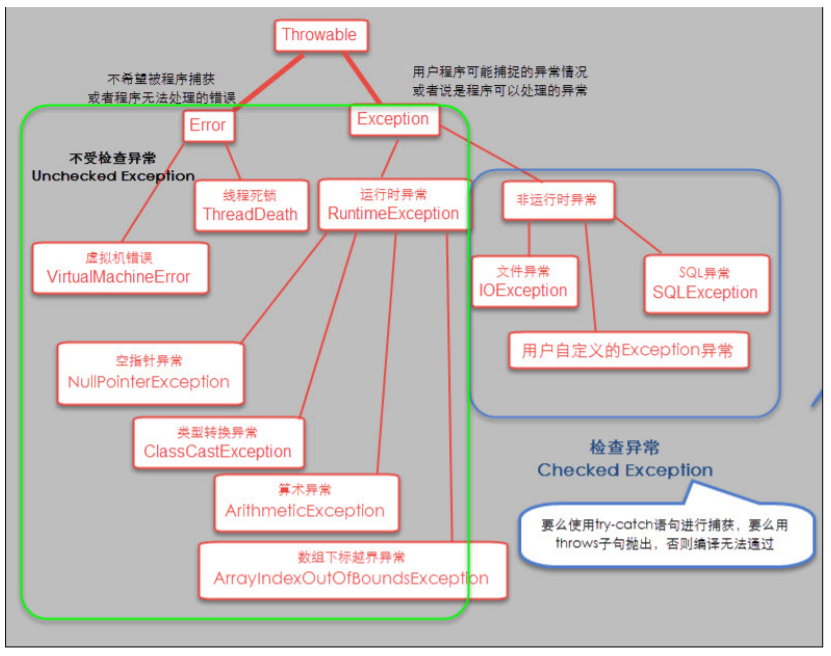 Throwable
不希望被程序捕获
或者程序无法处理的错误
用户程序可能捕捉的异常情况
或者说是程序可以处理的异常
Error
Exception
不受检查异常
Unchecked Exception
线程死锁
ThreadDeath
运行时异常
RuntimeException
非运行时异常
虚拟机错误
VirtualMachineError
文件异常
IOException
SQL异常
SQLException
用户自定义的Exception异常
空指针异常
NullPointerException
类型转换异常
ClassCastException
检查异常
Checked Exception
算术异常
ArithmeticException
要么使用try-catch语句进行捕获，要么用
throws子句抛出，否则编译无法通过
数组下标越界异常
ArrayIndexOutOfBoundsException